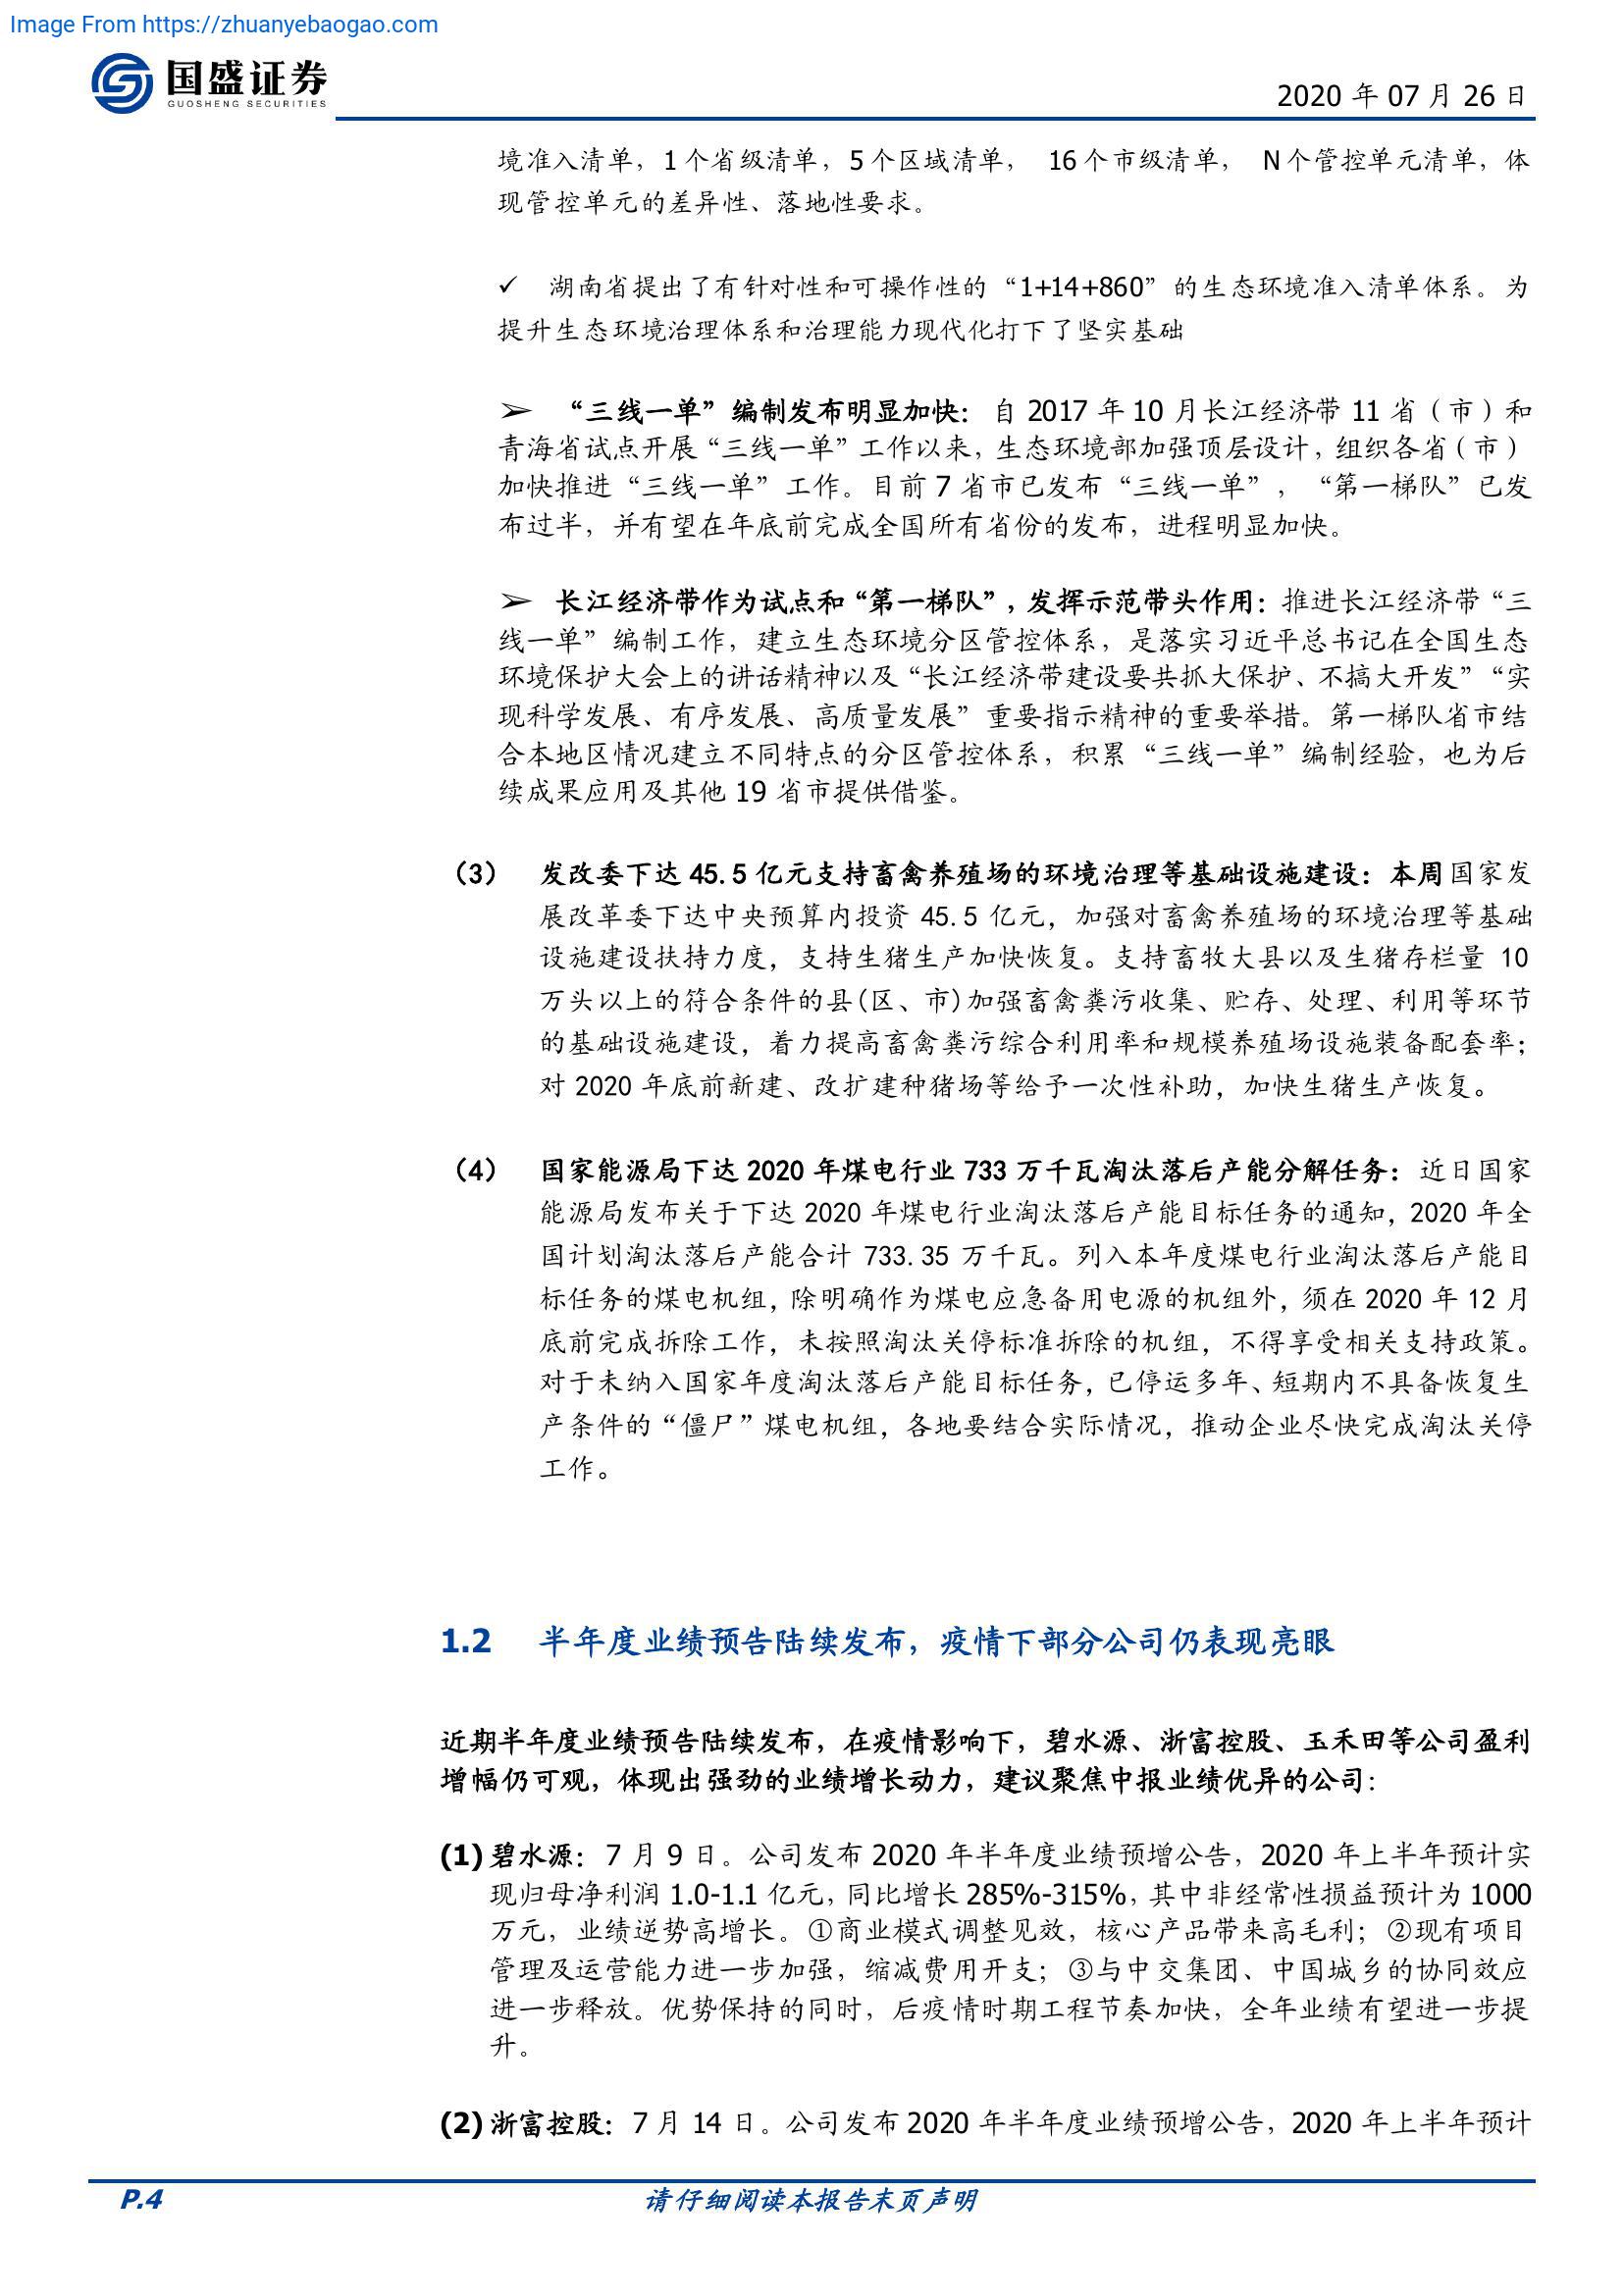 Image From https://zhuanyebaogao.com
国盛证券
GUOSHENG SECURITIES
2020 年 07 月 26 日
境准入清单，1 个省级清单，5 个区域清单， 16 个市级清单， N 个管控单元清单，体
现管控单元的差异性、落地性要求。
✓ 湖南省提出了有针对性和可操作性的“1+14+860”的生态环境准入清单体系。为
提升生态环境治理体系和治理能力现代化打下了坚实基础
➢ “三线一单”编制发布明显加快：自 2017 年 10 月长江经济带 11 省（市）和
青海省试点开展“三线一单”工作以来，生态环境部加强顶层设计，组织各省（市）
加快推进“三线一单”工作。目前 7 省市已发布“三线一单”，“第一梯队”已发
布过半，并有望在年底前完成全国所有省份的发布，进程明显加快。
➢ 长江经济带作为试点和“第一梯队”，发挥示范带头作用：推进长江经济带“三
线一单”编制工作，建立生态环境分区管控体系，是落实习近平总书记在全国生态
环境保护大会上的讲话精神以及“长江经济带建设要共抓大保护、不搞大开发”“实
现科学发展、有序发展、高质量发展”重要指示精神的重要举措。第一梯队省市结
合本地区情况建立不同特点的分区管控体系，积累“三线一单”编制经验，也为后
续成果应用及其他 19 省市提供借鉴。
（3） 发改委下达 45.5 亿元支持畜禽养殖场的环境治理等基础设施建设：本周国家发
展改革委下达中央预算内投资 45.5 亿元，加强对畜禽养殖场的环境治理等基础
设施建设扶持力度，支持生猪生产加快恢复。支持畜牧大县以及生猪存栏量 10
万头以上的符合条件的县(区、市)加强畜禽粪污收集、贮存、处理、利用等环节
的基础设施建设，着力提高畜禽粪污综合利用率和规模养殖场设施装备配套率；
对 2020 年底前新建、改扩建种猪场等给予一次性补助，加快生猪生产恢复。
（4） 国家能源局下达 2020 年煤电行业 733 万千瓦淘汰落后产能分解任务：近日国家
能源局发布关于下达 2020 年煤电行业淘汰落后产能目标任务的通知，2020 年全
国计划淘汰落后产能合计 733.35 万千瓦。列入本年度煤电行业淘汰落后产能目
标任务的煤电机组，除明确作为煤电应急备用电源的机组外，须在 2020 年 12 月
底前完成拆除工作，未按照淘汰关停标准拆除的机组，不得享受相关支持政策。
对于未纳入国家年度淘汰落后产能目标任务，已停运多年、短期内不具备恢复生
产条件的“僵尸”煤电机组，各地要结合实际情况，推动企业尽快完成淘汰关停
工作。
1.2 半年度业绩预告陆续发布，疫情下部分公司仍表现亮眼
近期半年度业绩预告陆续发布，在疫情影响下，碧水源、浙富控股、玉禾田等公司盈利
增幅仍可观，体现出强劲的业绩增长动力，建议聚焦中报业绩优异的公司：
(1) 碧水源：7 月 9 日。公司发布 2020 年半年度业绩预增公告，2020 年上半年预计实
现归母净利润 1.0-1.1 亿元，同比增长 285%-315%，其中非经常性损益预计为 1000
万元，业绩逆势高增长。①商业模式调整见效，核心产品带来高毛利；②现有项目
管理及运营能力进一步加强，缩减费用开支；③与中交集团、中国城乡的协同效应
进一步释放。优势保持的同时，后疫情时期工程节奏加快，全年业绩有望进一步提
升。
(2) 浙富控股：7 月 14 日。公司发布 2020 年半年度业绩预增公告，2020 年上半年预计
P.4
请仔细阅读本报告末页声明